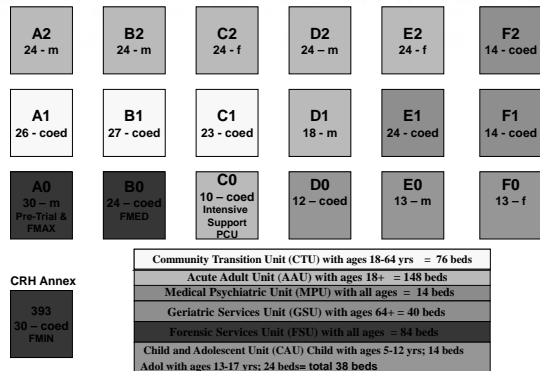 A2
24 - m
B2
24 - m
C2
24 - f
D2
24 – m
E2
24 - f
F2
14 - coed
A1
26 - coed
B1
27 - coed
C1
23 - coed
D1
18 - m
E1
24 - coed
F1
14 - coed
A0
30 – m
Pre-Trial &
FMAX
B0
24 – coed
FMED
C0
10 – coed
Intensive
Support
PCU
D0
12 – coed
E0
13 – m
F0
13 – f
CRH Annex
393
30 – coed
FMIN
Community Transition Unit (CTU) with ages 18-64 yrs = 76 beds
Acute Adult Unit (AAU) with ages 18+ = 148 beds
Medical Psychiatric Unit (MPU) with all ages = 14 beds
Geriatric Services Unit (GSU) ages 64+ = 40 beds
Forensic Services Unit (FSU) with all ages = 84 beds
Child and Adolescent Unit (CAU) Child with ages 5-12 yrs; 14 beds
Adol with ages 13-17 yrs; 24 beds= total 38 beds